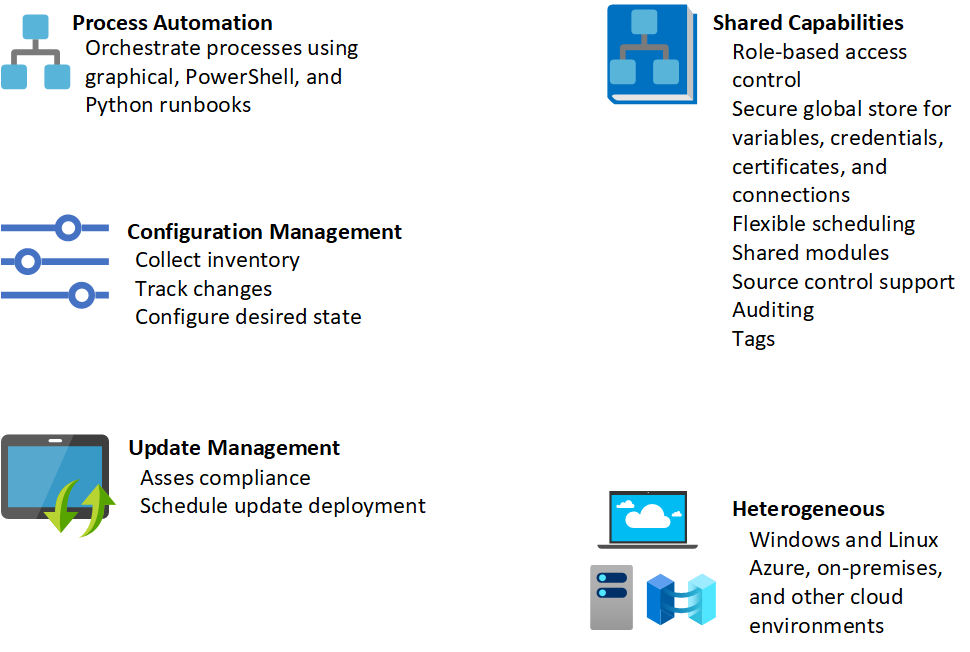 Process Automation
Orchestrate processes using
graphical, PowerShell, and
Python runbooks
Configuration Management
Collect inventory
Track changes
Configure desired state
Update Management
Asses compliance
Schedule update deployment
Shared Capabilities
Role-based access
control
Secure global store for
variables, credentials,
certificates, and
connections
Flexible scheduling
Shared modules
Source control support
Auditing
Tags
Heterogeneous
Windows and Linux
Azure, on-premises,
and other cloud
environments